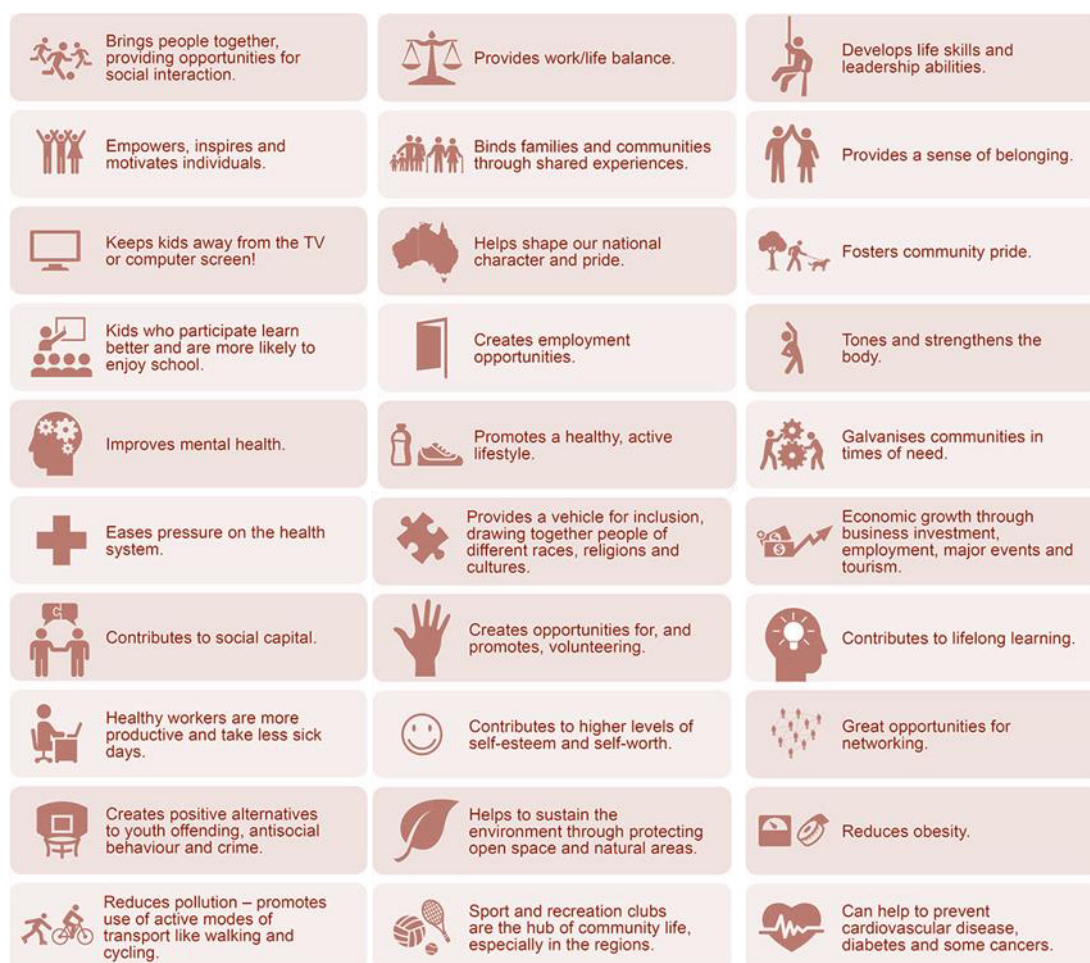 Brings people together,
providing opportunities for
social interaction.
Provides work/life balance.
Develops life skills and
leadership abilities.
Empowers, inspires and
motivates individuals.
Binds families and communities
through shared experiences.
Provides a sense of belonging.
Keeps kids away from the TV
or computer screen!
Helps shape our national
character and pride.
Fosters community pride.
Kids who participate learn
better and are more likely to
enjoy school.
Creates employment
opportunities.
Tones and strengthens the
body.
Improves mental health.
Promotes a healthy, active
lifestyle.
Galvanises communities in
times of need.
Eases pressure on the health
system.
Provides a vehicle for inclusion,
drawing together people of
different races, religions and
cultures.
$
Economic growth through
business investment,
employment, major events and
tourism.
C
Contributes to social capital.
Creates opportunities for, and
promotes, volunteering.
Contributes to lifelong learning.
Healthy workers are more
productive and take less sick
days.
Contributes to higher levels of
self-esteem and self-worth.
Great opportunities for
networking.
Creates positive alternatives
to youth offending, antisocial
behaviour and crime.
Helps to sustain the
environment through protecting
open space and natural areas.
Reduces obesity.
Reduces pollution – promotes
use of active modes of
transport like walking and
cycling.
Sport and recreation clubs
are the hub of community life,
especially in the regions.
Can help to prevent
cardiovascular disease,
diabetes and some cancers.